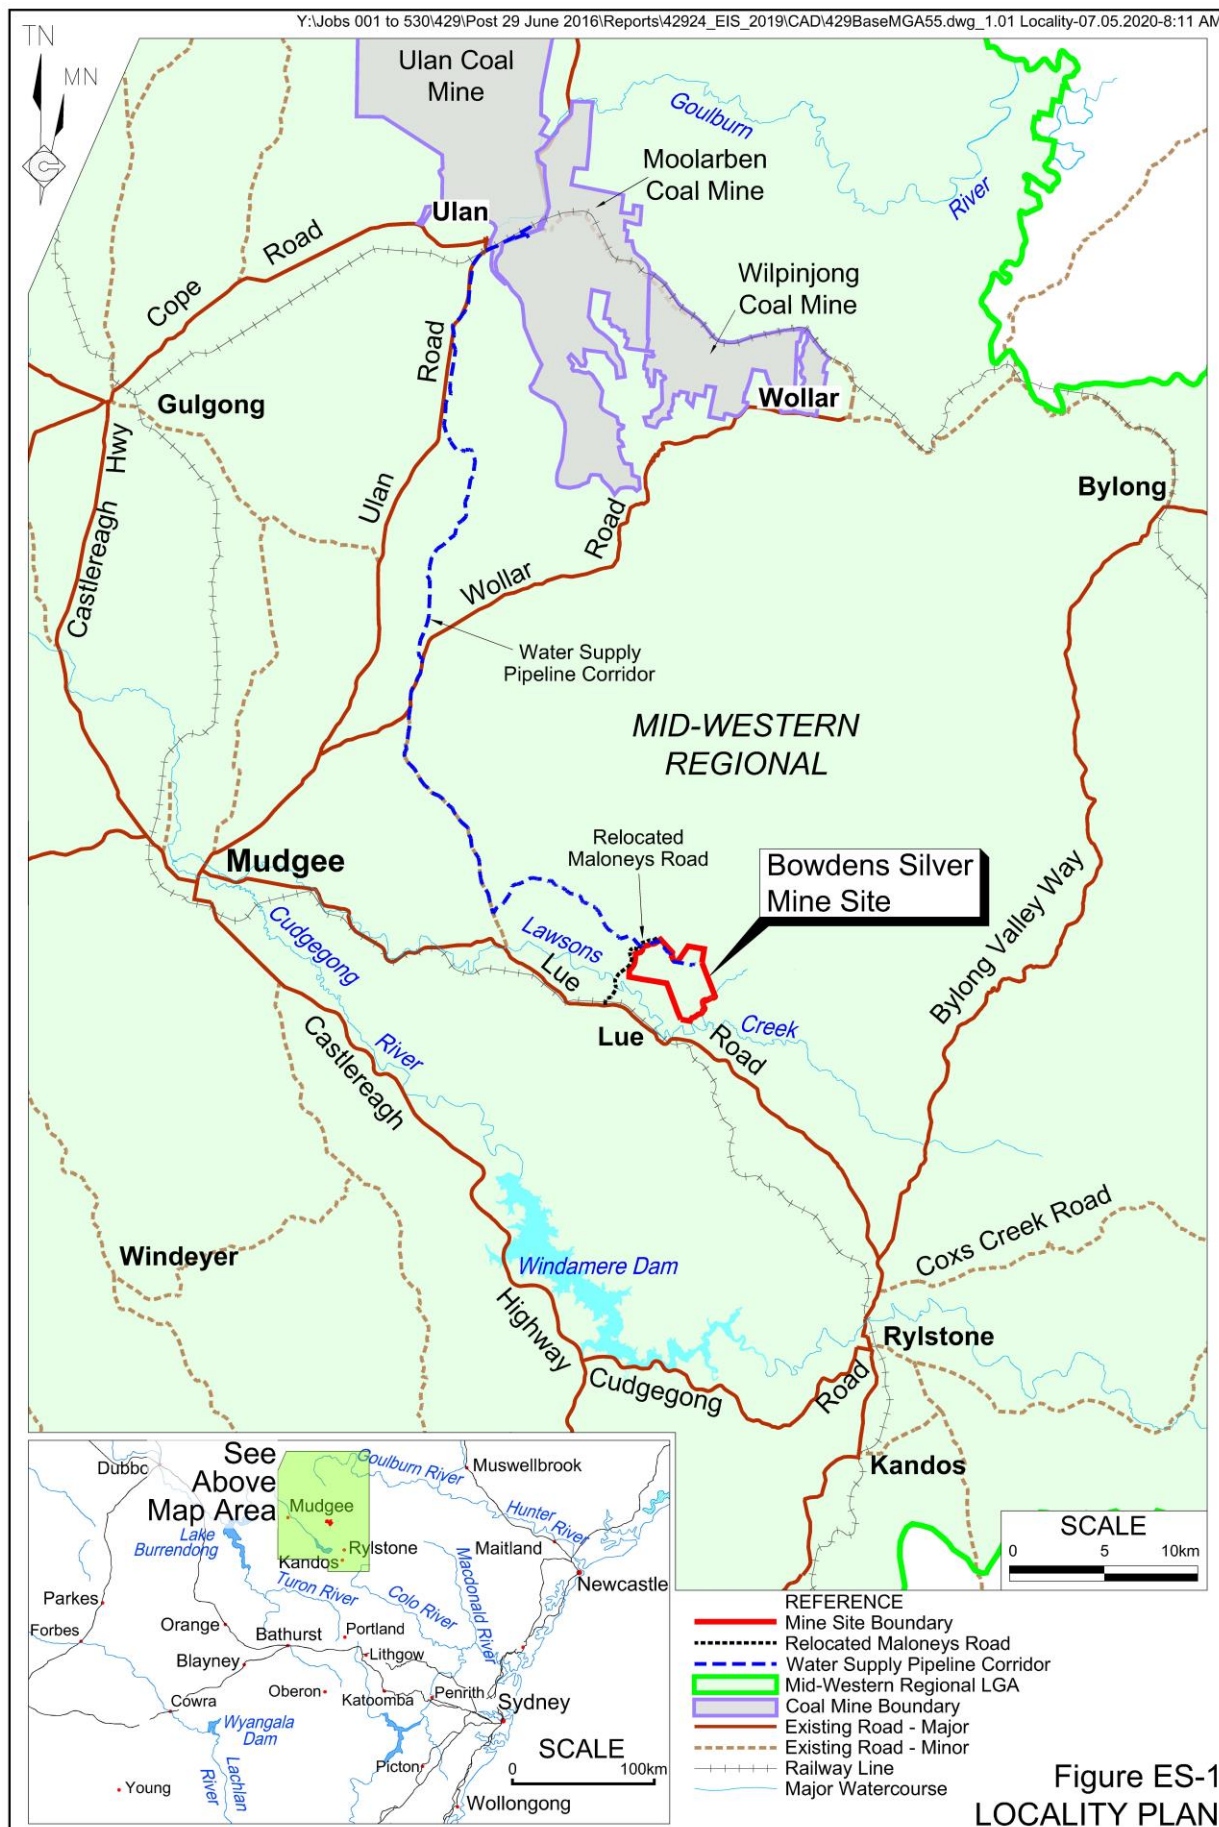 Y:\Jobs 001 to 530\429\Post 29 June 2016\Reports\42924_EIS_2019\CAD\429BaseMGA55.dwg_1.01 Locality-07.05.2020-8:11 AM
TN
MN
Ulan Coal
Mine
Goulburn
River
Moolarben
Coal Mine
Ulan
Cope
Road
Wilpinjong
Coal Mine
Road
Gulgong
Wollar
Castlereagh
Hwy
Ulan
Bylong
Wollar
Road
Water Supply
Pipeline Corridor
MID-WESTERN
REGIONAL
Relocated
Maloneys Road
Mudgee
Bowdens Silver
Mine Site
Cudgegong
River
Lawsons
Creek
Lue
Road
Lue
Bylong Valley Way
Castlereagh
Highway
Windeyer
Windamere Dam
Coxs Creek Road
Rylstone
Cudgegong
Road
Kandos
See
Above
Map Area
Dubbo
Goulburn River
Muswellbrook
Mudgee
Hunter
River
Lake
Burrendong
Rylstone
Kandos
Maitland
Macdonald River
Newcastle
Turon River
Colo River
Parkes
Forbes
Orange
Bathurst
Portland
Lithgow
Blayney
Oberon
Katoomba
Penrith
Cowra
Sydney
Wyangala
Dam
Lachlan
River
Picton
Young
Wollongong
SCALE
0
100km
SCALE
0
5
10km
REFERENCE
Mine Site Boundary
Relocated Maloneys Road
Water Supply Pipeline Corridor
Mid-Western Regional LGA
Coal Mine Boundary
Existing Road - Major
Existing Road - Minor
Railway Line
Major Watercourse
Figure ES-1
LOCALITY PLAN